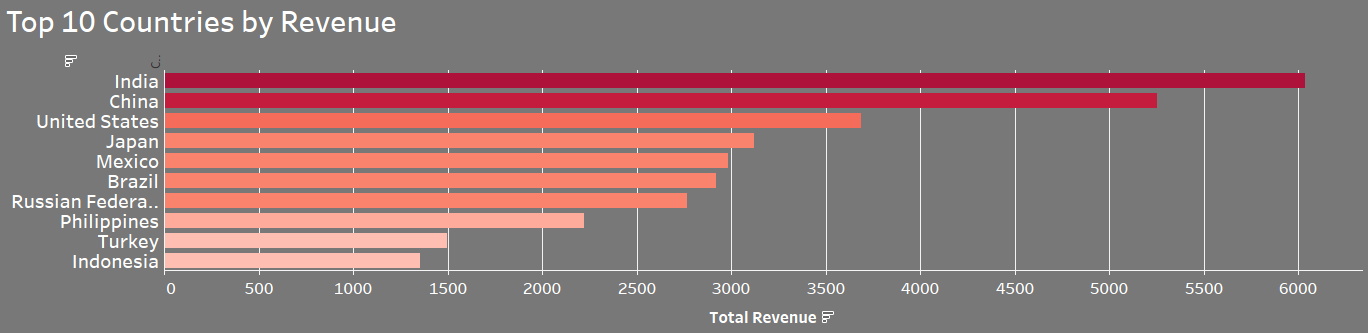 Top 10 Countries by Revenue
India
China
United States
Japan
Mexico
Brazil
Russian Federa..
Philippines
Turkey
Indonesia
0 500 1000 1500 2000 2500 3000 3500 4000 4500 5000 5500 6000
Total Revenue